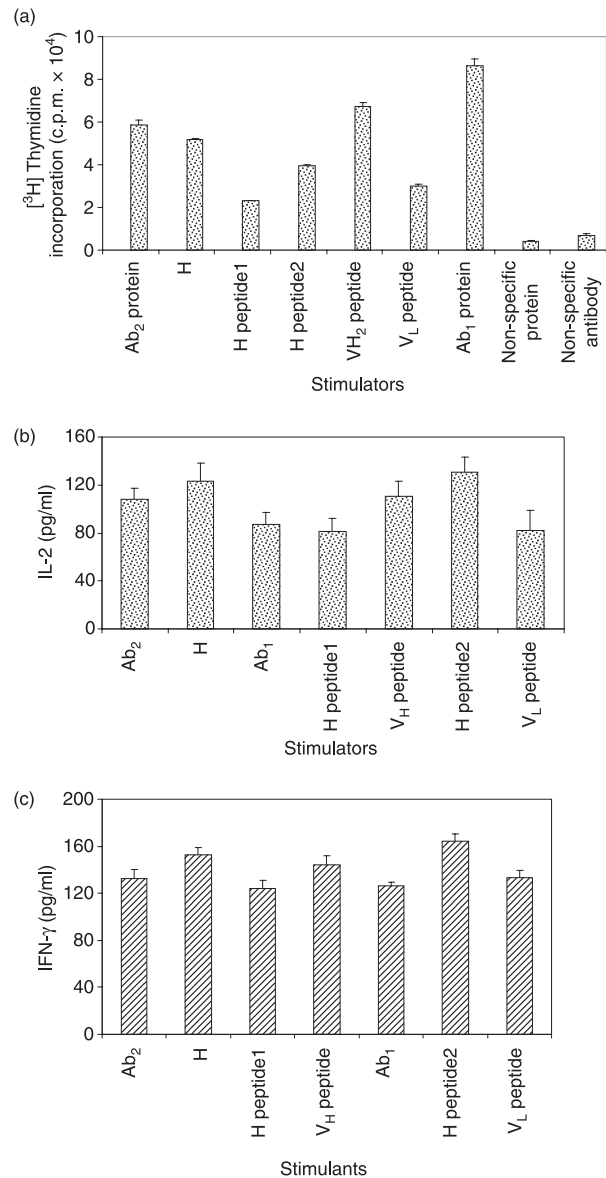 (a)
[³H] Thymidine
incorporation (c.p.m. × 10⁴)
10
8
6
4
2
0
Ab₂ protein
H
H peptide1
H peptide2
VH₂ peptide
V_L peptide
Ab₁ protein
Non-specific
protein
Non-specific
antibody
Stimulators
(b)
IL-2 (pg/ml)
160
120
80
40
0
Ab₂
H
Ab₁
H peptide1
V_H peptide
H peptide2
V_L peptide
Stimulators
(c)
IFN-γ (pg/ml)
200
160
120
80
40
0
Ab₂
H
H peptide1
V_H peptide
Ab₁
H peptide2
V_L peptide
Stimulants